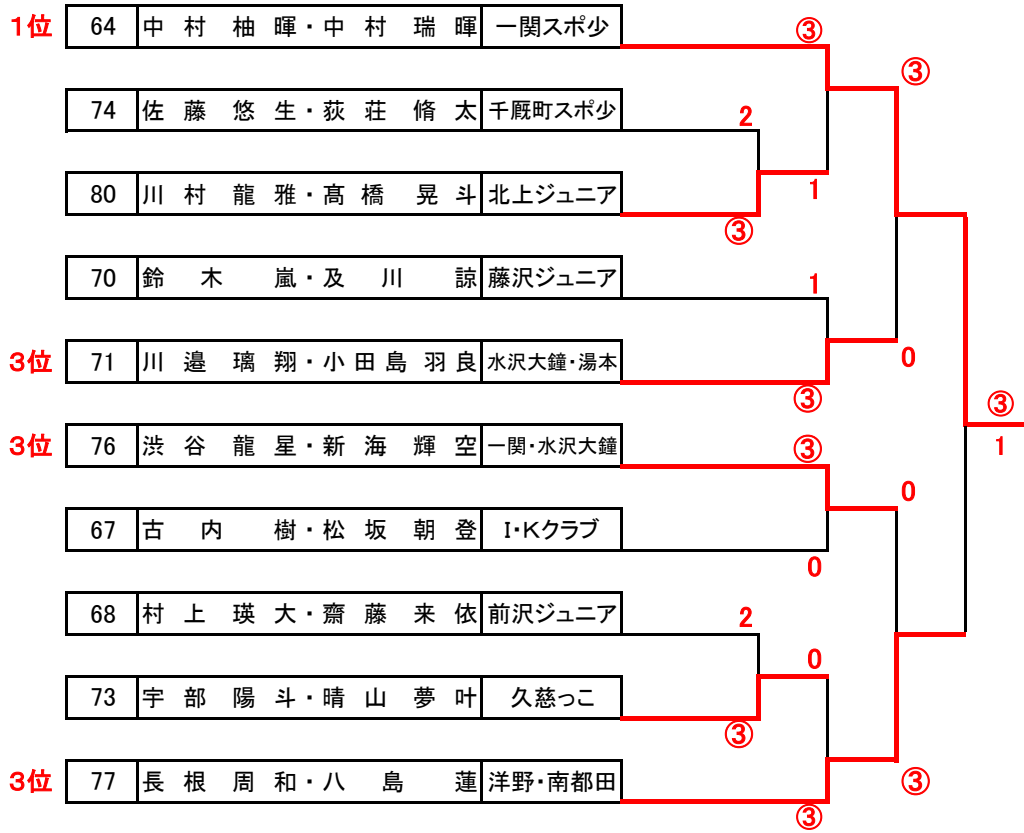 1位 64 中村 柚暉・中村 瑞暉 一関スポ少
③
③
74 佐藤 悠生・荻荘 脩太 千厩町スポ少
2
80 川村 龍雅・髙橋 晃斗 北上ジュニア
1
③
70 鈴木 嵐・及川 諒 藤沢ジュニア
1
3位 71 川邉 璃翔・小田島 羽良 水沢大鐘・湯本
0
③
③
1
3位 76 渋谷 龍星・新海 輝空 一関・水沢大鐘
③
0
67 古内 樹・松坂 朝登 I・Kクラブ
0
68 村上 瑛大・齋藤 来依 前沢ジュニア
2
0
73 宇部 陽斗・晴山 夢叶 久慈っこ
③
3位 77 長根 周和・八島 蓮 洋野・南都田
③
③